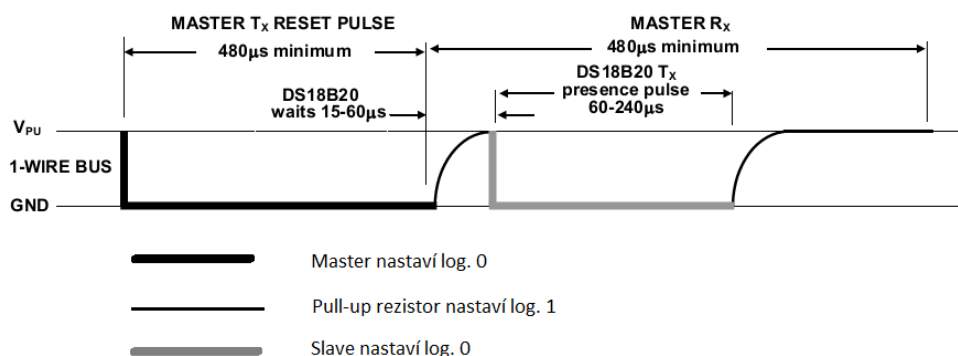 MASTER TX RESET PULSE
480µs minimum
MASTER RX
480µs minimum
DS18B20
waits 15-60µs
DS18B20 TX
presence pulse
60-240µs
VPU
1-WIRE BUS
GND
Master nastaví log. 0
Pull-up rezistor nastaví log. 1
Slave nastaví log. 0